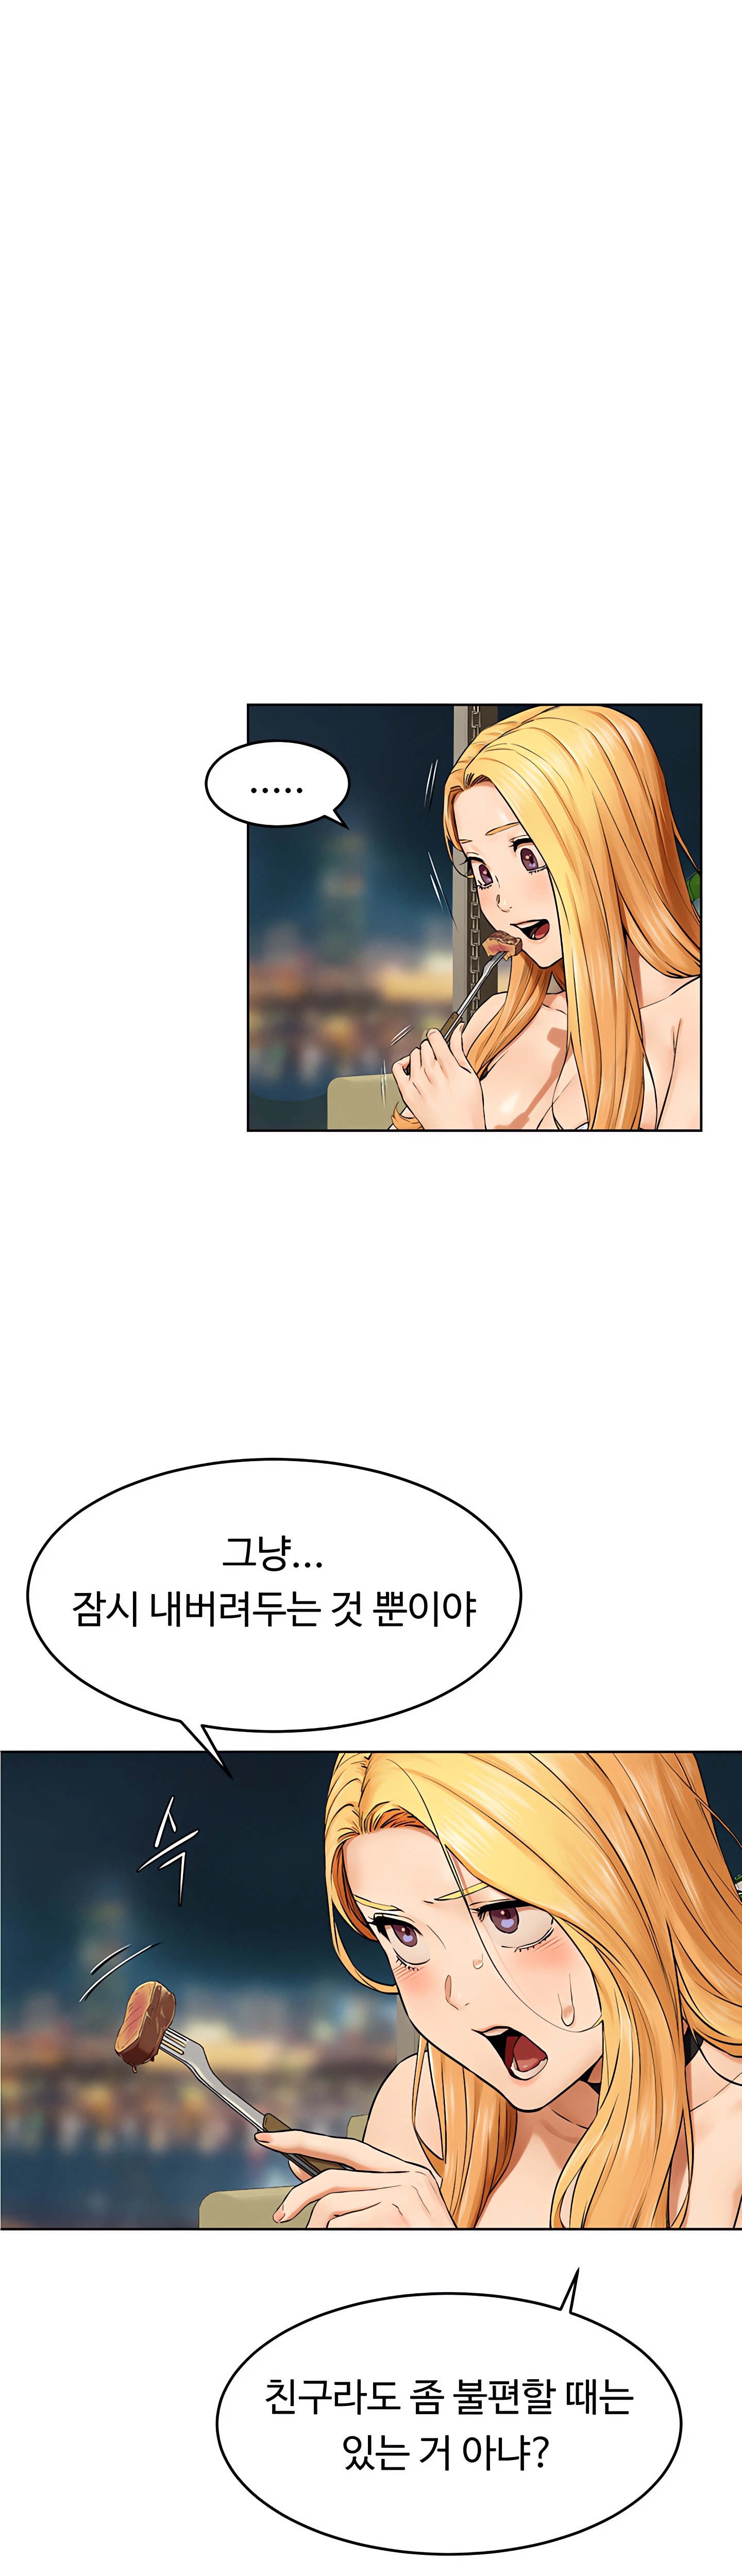 .....
그냥...
잠시 내버려두는 것 뿐이야
친구라도 좀 불편할 때는
있는 거 아냐?